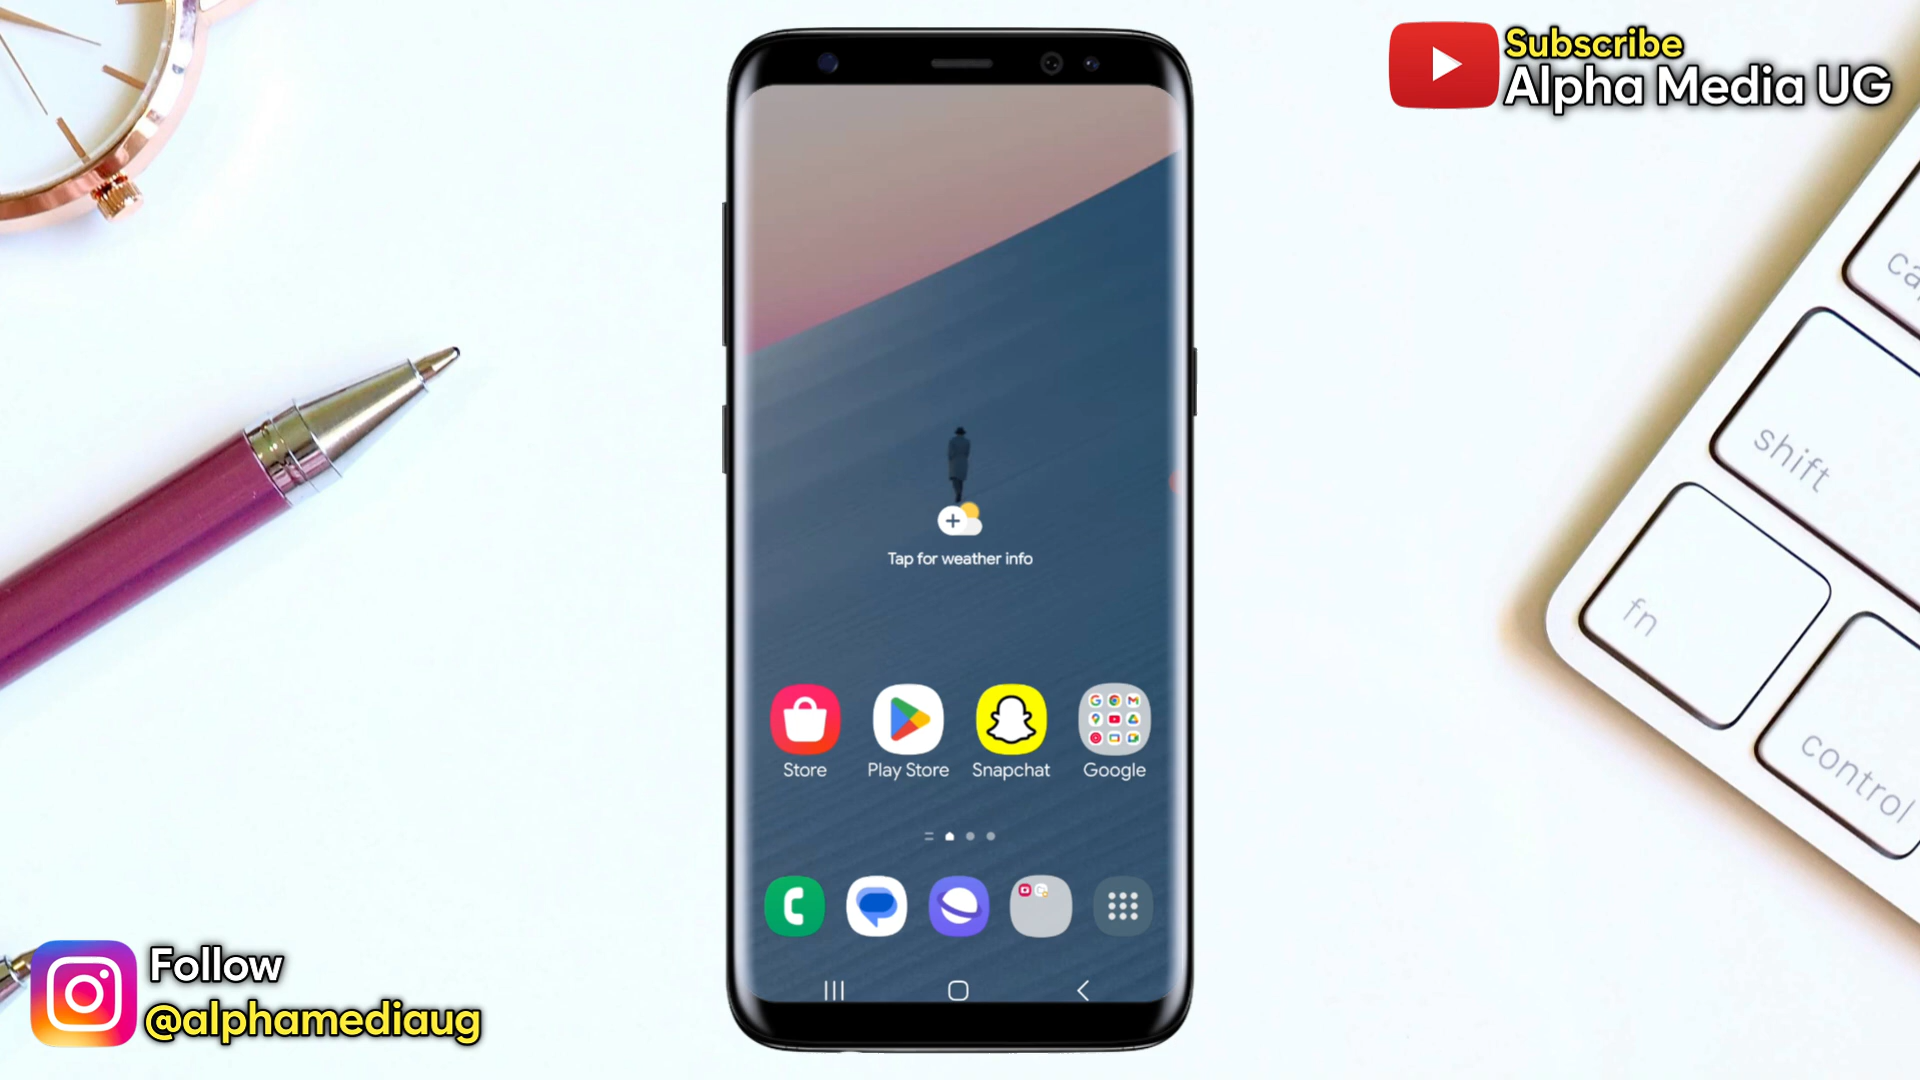 Subscribe
Alpha Media UG
Tap for weather info
Store
Play Store
Snapchat
Google
shift
fn
control
Follow
@alphamediaug